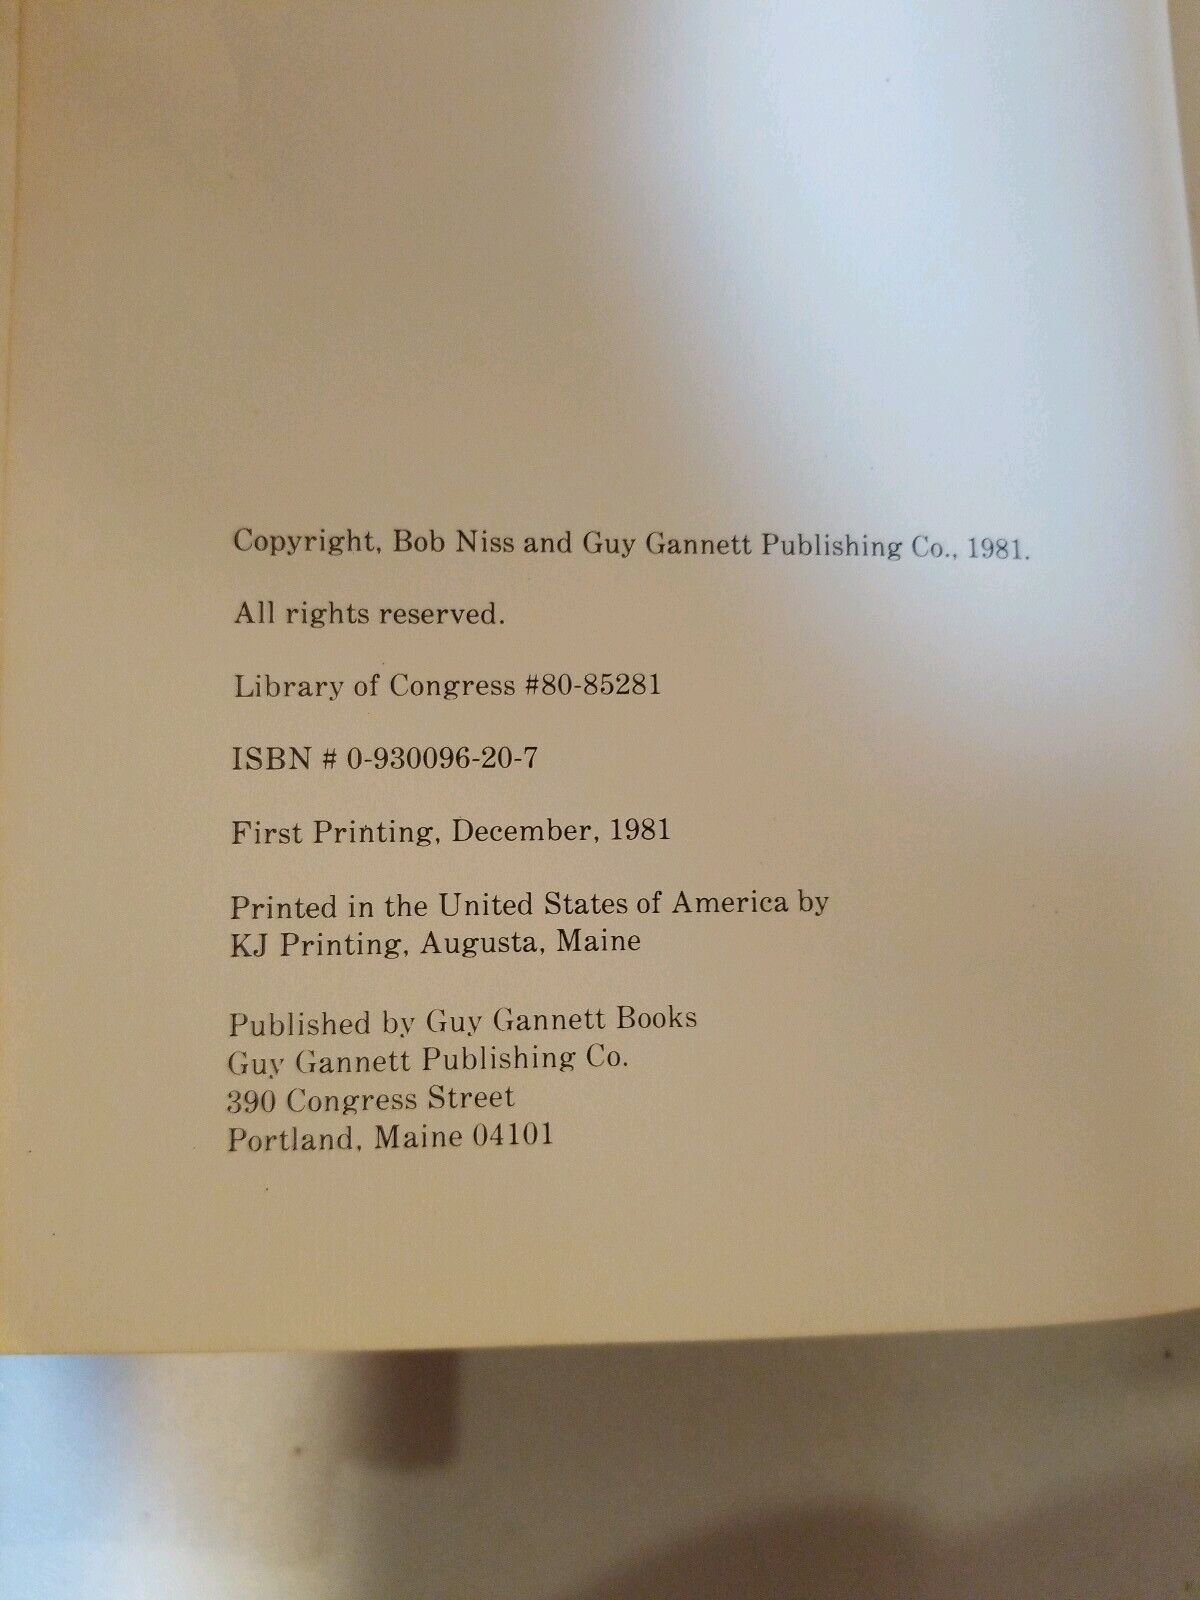 Copyright, Bob Niss and Guy Gannett Publishing Co., 1981.
All rights reserved.
Library of Congress #80-85281
ISBN # 0-930096-20-7
First Printing, December, 1981
Printed in the United States of America by
KJ Printing, Augusta, Maine
Published by Guy Gannett Books
Guy Gannett Publishing Co.
390 Congress Street
Portland, Maine 04101